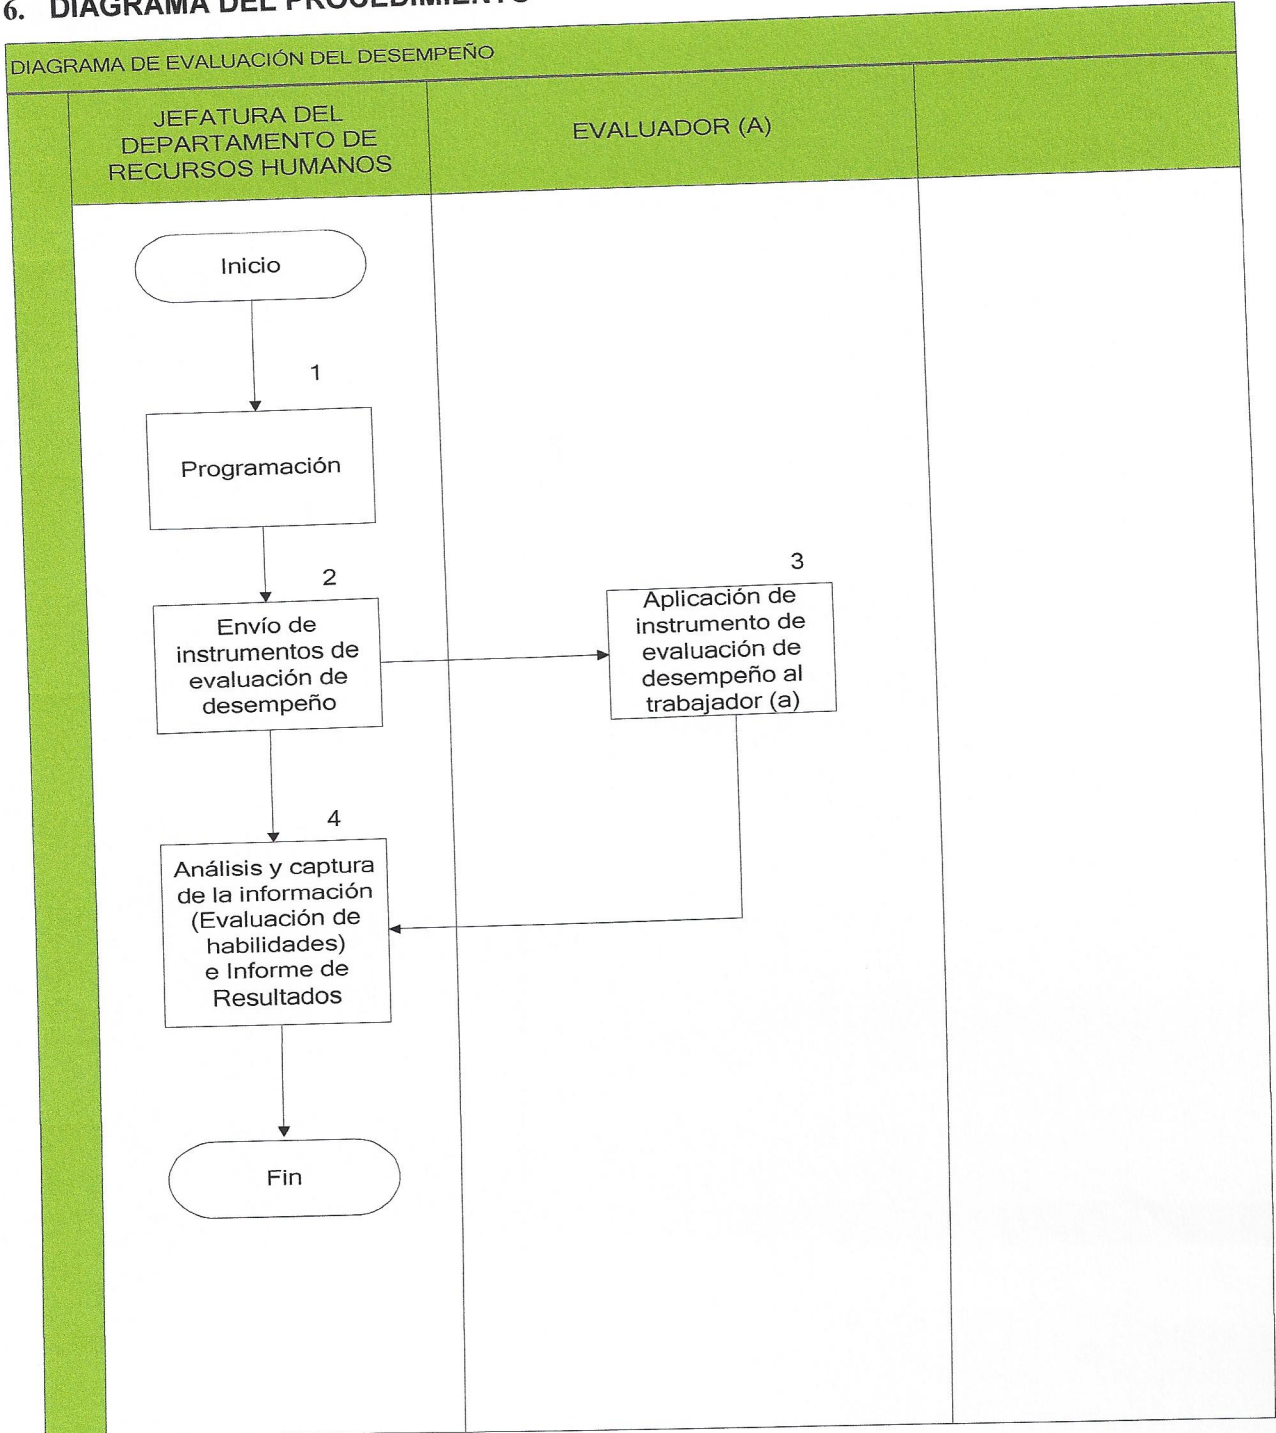 6. DIAGRAMA DEL PROCEDIMIENTO
DIAGRAMA DE EVALUACIÓN DEL DESEMPEÑO
JEFATURA DEL
DEPARTAMENTO DE
RECURSOS HUMANOS
EVALUADOR (A)
Inicio
1
Programación
2
Envío de
instrumentos de
evaluación de
desempeño
3
Aplicación de
instrumento de
evaluación de
desempeño al
trabajador (a)
4
Análisis y captura
de la información
(Evaluación de
habilidades)
e Informe de
Resultados
Fin